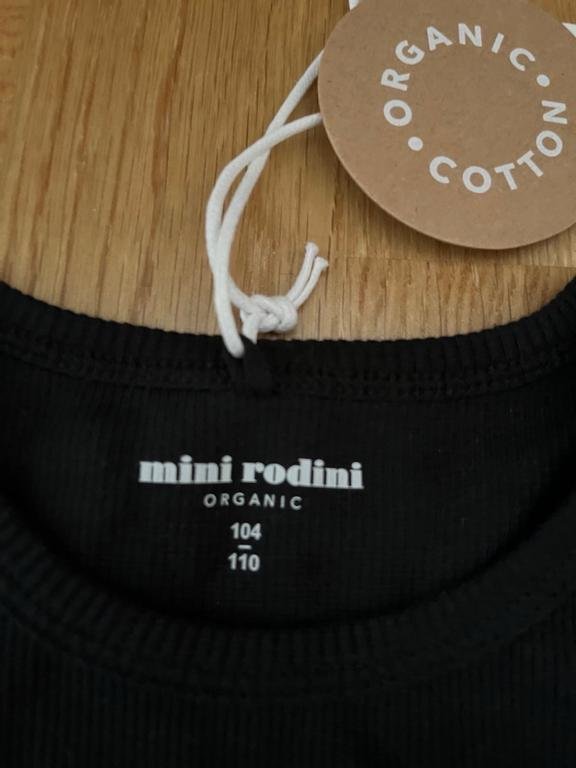 • ORGANIC • COTTON
mini rodini
ORGANIC
104
–
110